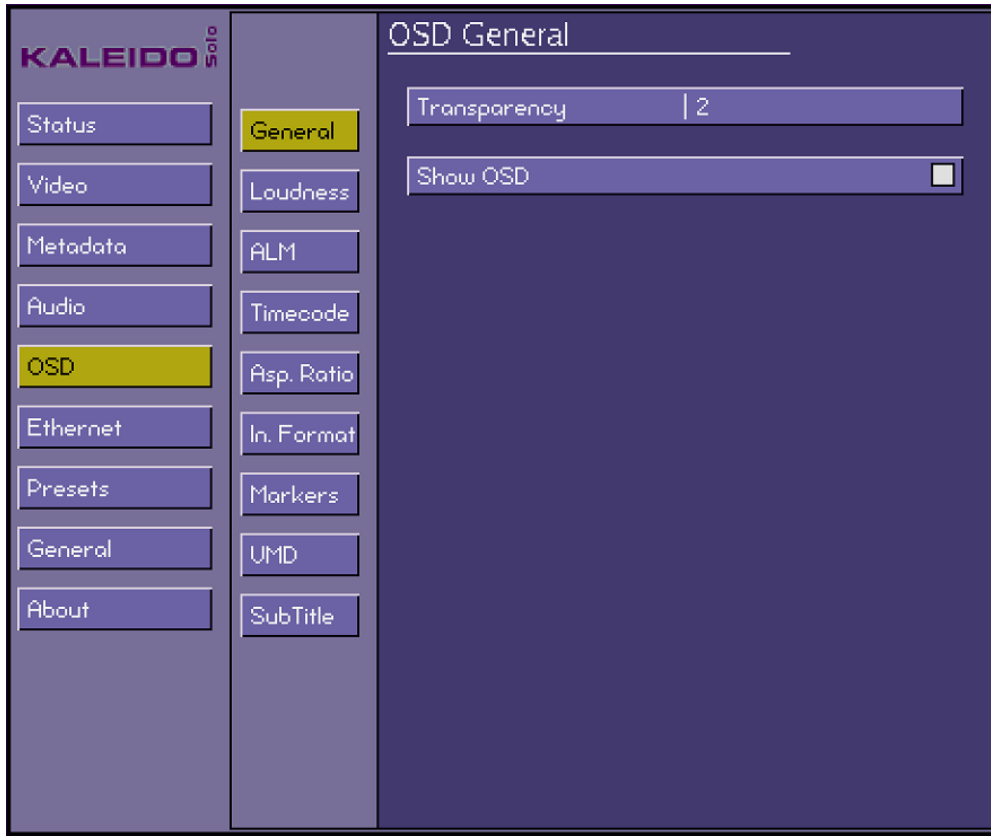 KALEIDO Solo
Status
Video
Metadata
Audio
OSD
Ethernet
Presets
General
About
General
Loudness
ALM
Timecode
Asp. Ratio
In. Format
Markers
UMD
SubTitle
OSD General
Transparency | 2
Show OSD